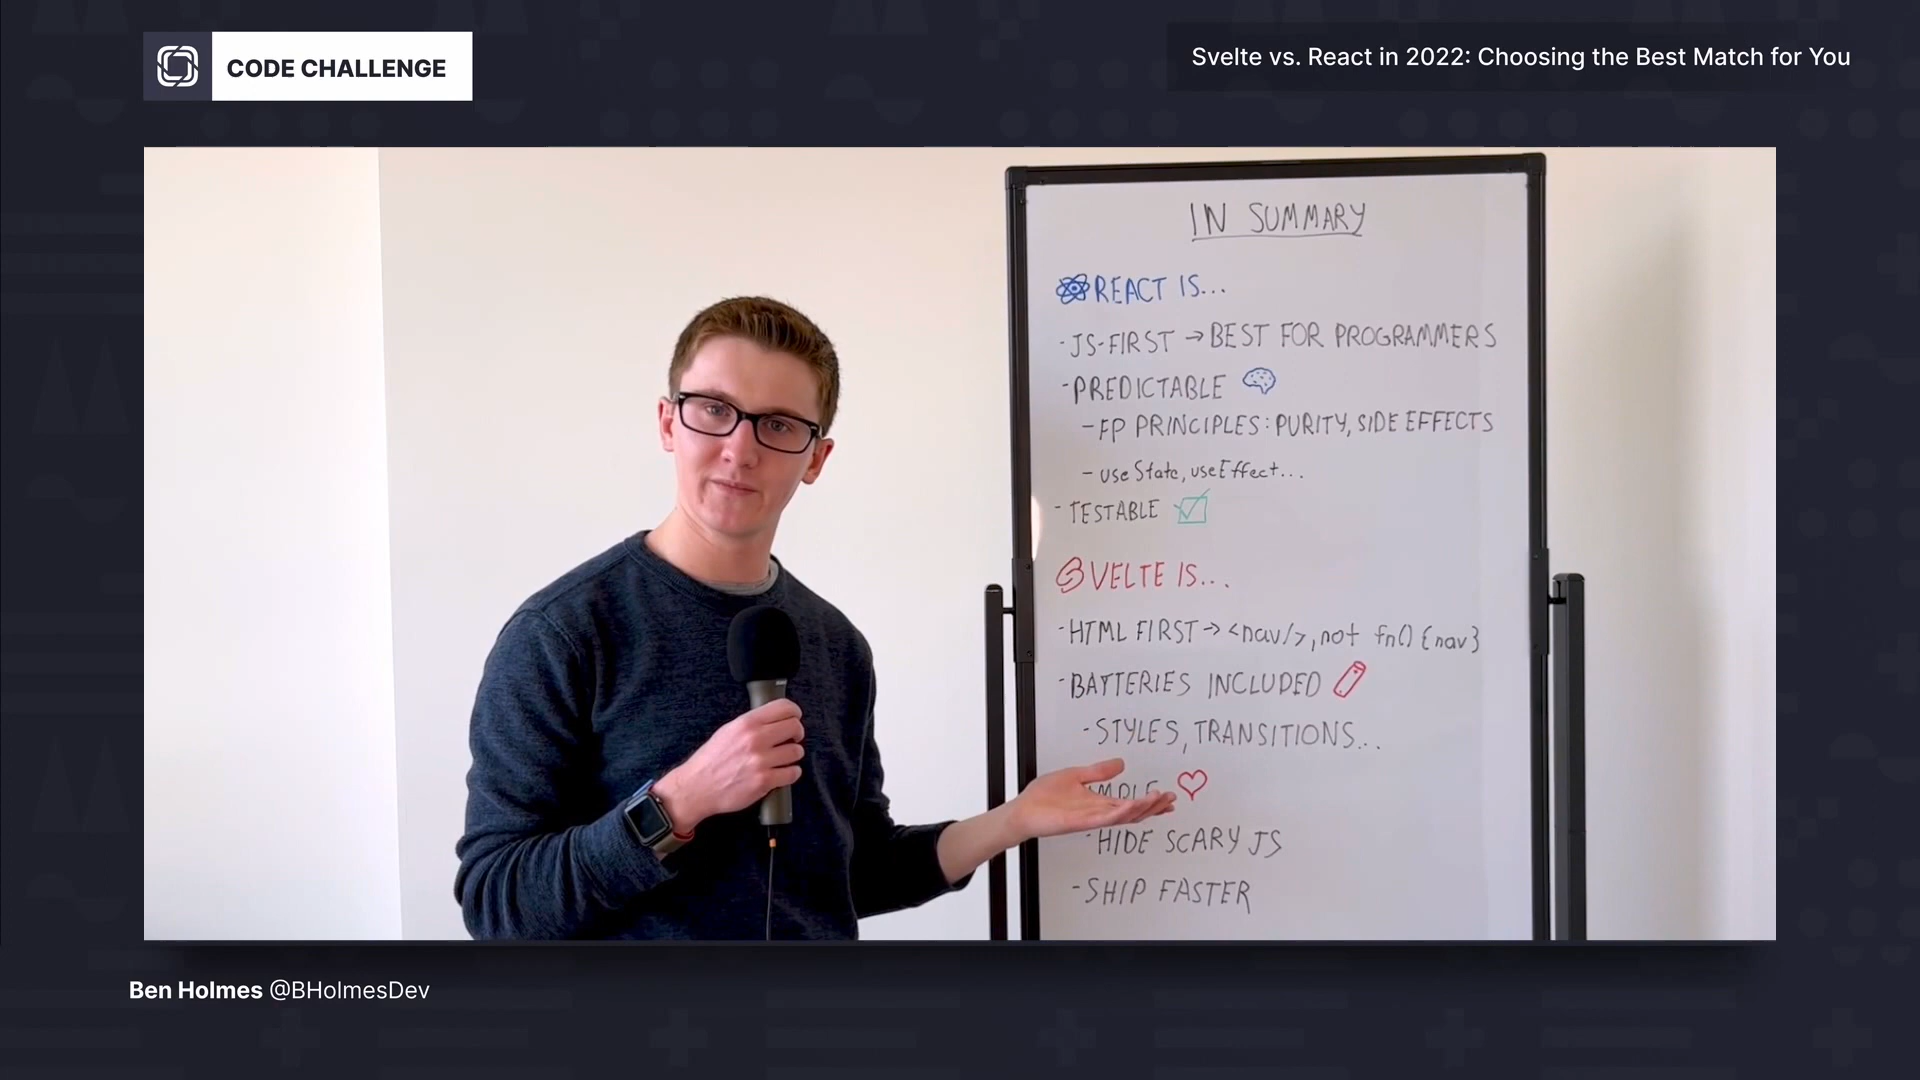 CODE CHALLENGE
Svelte vs. React in 2022: Choosing the Best Match for You
IN SUMMARY
REACT IS...
-JS-FIRST → BEST FOR PROGRAMMERS
-PREDICTABLE
-FP PRINCIPLES: PURITY, SIDE EFFECTS
- useState, useEffect...
- TESTABLE
SVELTE IS...
-HTML FIRST → <nav/>, not fn() {nav}
-BATTERIES INCLUDED
-STYLES, TRANSITIONS...
-HIDE SCARY JS
-SHIP FASTER
Ben Holmes @BHolmesDev